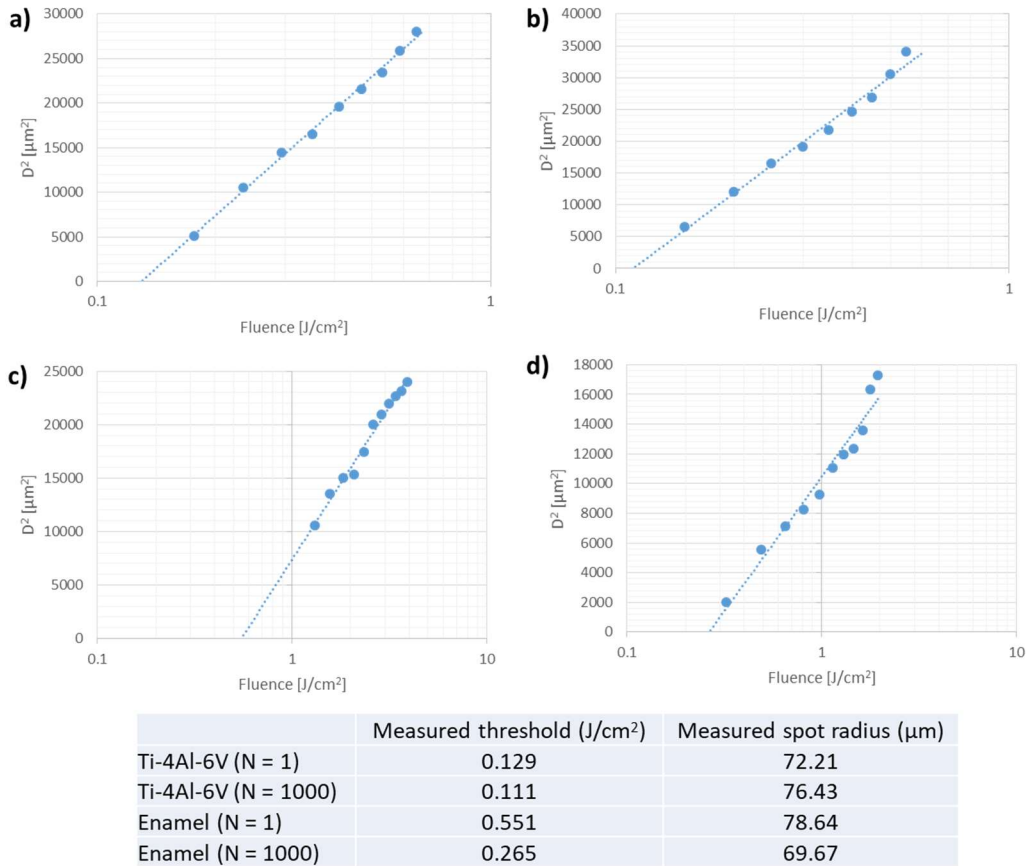 a)
30000
25000
20000
15000
10000
5000
0
D² [µm²]
0.1
1
Fluence [J/cm²]
b)
40000
35000
30000
25000
20000
15000
10000
5000
0
D² [µm²]
0.1
1
Fluence [J/cm²]
c)
25000
20000
15000
10000
5000
0
D² [µm²]
0.1
1
10
Fluence [J/cm²]
d)
18000
16000
14000
12000
10000
8000
6000
4000
2000
0
D² [µm²]
0.1
1
10
Fluence [J/cm²]
Measured threshold (J/cm²) Measured spot radius (µm)
Ti-4Al-6V (N = 1) 0.129 72.21
Ti-4Al-6V (N = 1000) 0.111 76.43
Enamel (N = 1) 0.551 78.64
Enamel (N = 1000) 0.265 69.67